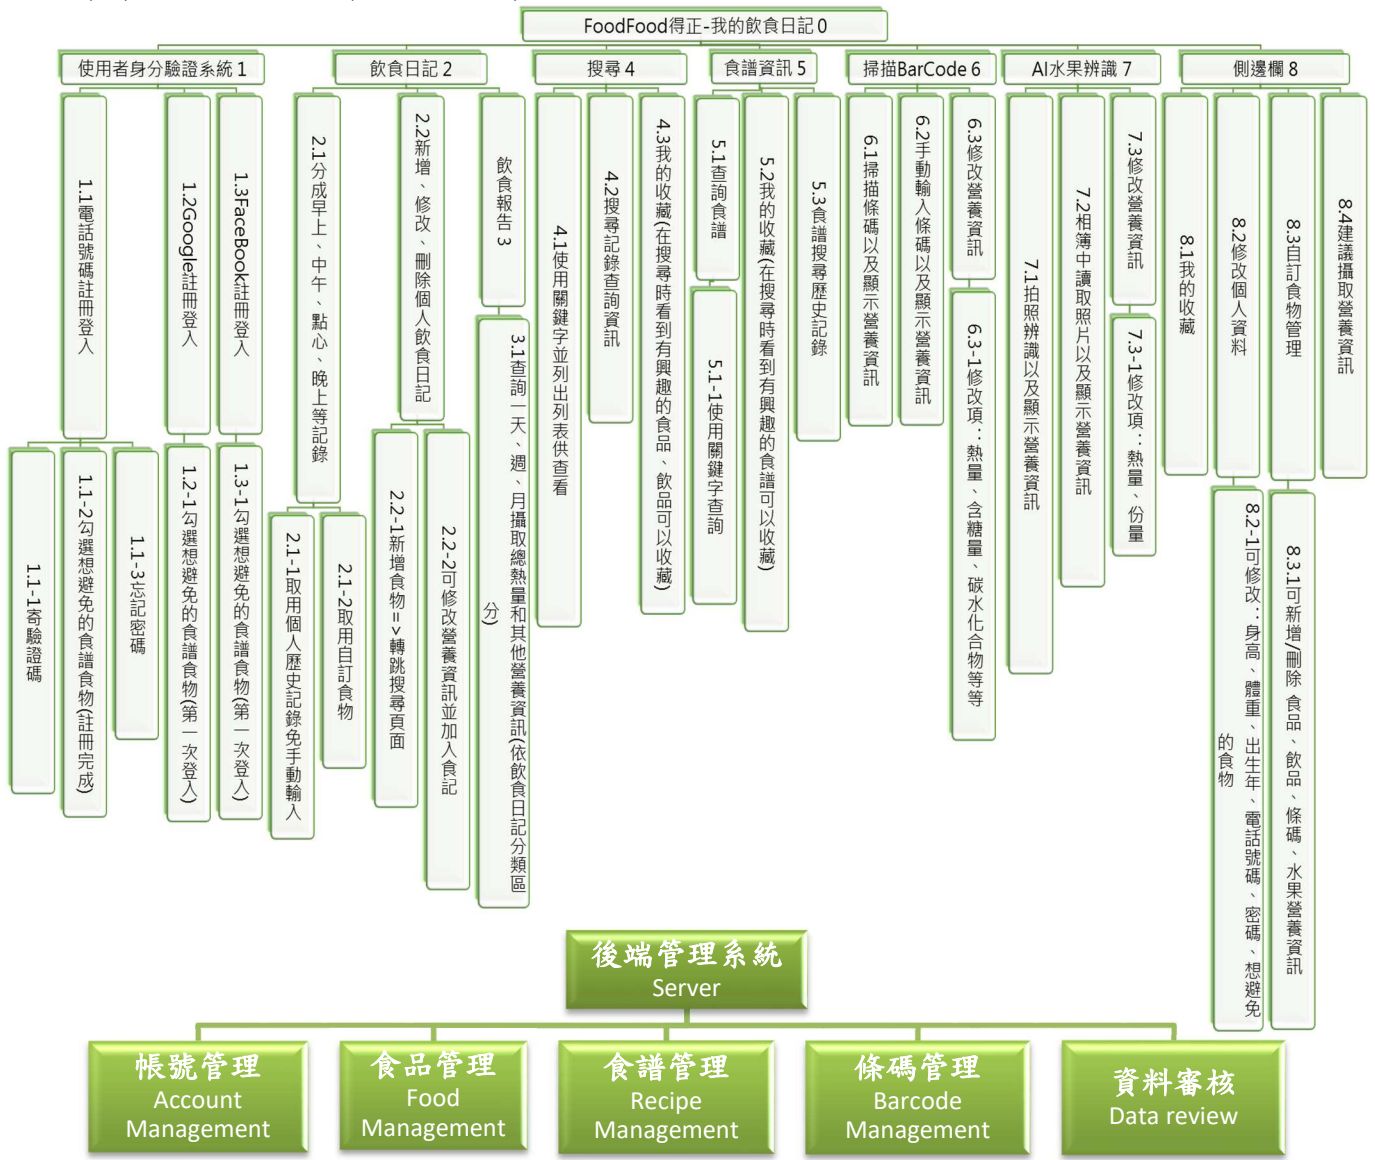 FoodFood得正-我的飲食日記 0
使用者身分驗證系統 1
飲食日記 2
搜尋 4
食譜資訊 5
掃描BarCode 6
AI水果辨識 7
側邊欄 8
1.1電話號碼註冊登入
1.2Google註冊登入
1.3FaceBook註冊登入
2.1分成早上、中午、點心、晚上等記錄
2.2新增、修改、刪除個人飲食日記
飲食報告 3
4.1使用關鍵字並列出列表供查看
4.2搜尋記錄查詢資訊
4.3我的收藏(在搜尋時看到有興趣的食品、飲品可以收藏)
5.1查詢食譜
5.2我的收藏(在搜尋時看到有興趣的食譜可以收藏)
5.3食譜搜尋歷史記錄
6.1掃描條碼以及顯示營養資訊
6.2手動輸入條碼以及顯示營養資訊
6.3修改營養資訊
7.1拍照辨識以及顯示營養資訊
7.2相簿中讀取照片以及顯示營養資訊
7.3修改營養資訊
8.1我的收藏
8.2修改個人資料
8.3自訂食物管理
8.4建議攝取營養資訊
1.1-1寄驗證碼
1.1-2勾選想避免的食譜食物(註冊完成)
1.1-3忘記密碼
1.2-1勾選想避免的食譜食物(第一次登入)
1.3-1勾選想避免的食譜食物(第一次登入)
2.1-1取用個人歷史記錄免手動輸入
2.1-2取用自訂食物
2.2-1新增食物=>轉跳搜尋頁面
2.2-2可修改營養資訊並加入食記
3.1查詢一天、週、月攝取總熱量和其他營養資訊(依飲食日記分類區
分)
5.1-1使用關鍵字查詢
6.3-1修改項：熱量、含糖量、碳水化合物等等
7.3-1修改項：熱量、份量
8.2-1可修改：身高、體重、出生年、電話號碼、密碼、想避免
的食物
8.3.1可新增/刪除 食品、飲品、條碼、水果營養資訊
後端管理系統
Server
帳號管理
Account
Management
食品管理
Food
Management
食譜管理
Recipe
Management
條碼管理
Barcode
Management
資料審核
Data review